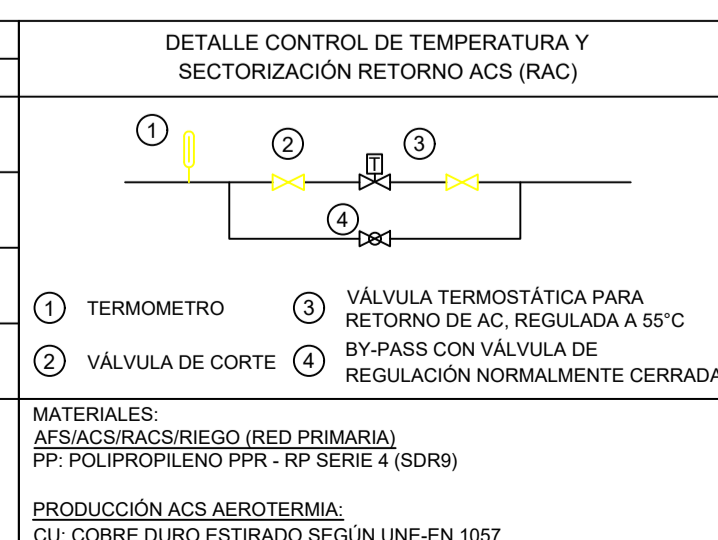 DETALLE CONTROL DE TEMPERATURA Y
SECTORIZACIÓN RETORNO ACS (RAC)
1
2
T
3
4
1 TERMOMETRO
3 VÁLVULA TERMOSTÁTICA PARA
RETORNO DE AC, REGULADA A 55°C
2 VÁLVULA DE CORTE
4 BY-PASS CON VÁLVULA DE
REGULACIÓN NORMALMENTE CERRADA
MATERIALES:
AFS/ACS/RACS/RIEGO (RED PRIMARIA)
PP: POLIPROPILENO PPR - RP SERIE 4 (SDR9)
PRODUCCIÓN ACS AEROTERMIA:
CU: COBRE DURO ESTIRADO SEGÚN UNE-EN 1057